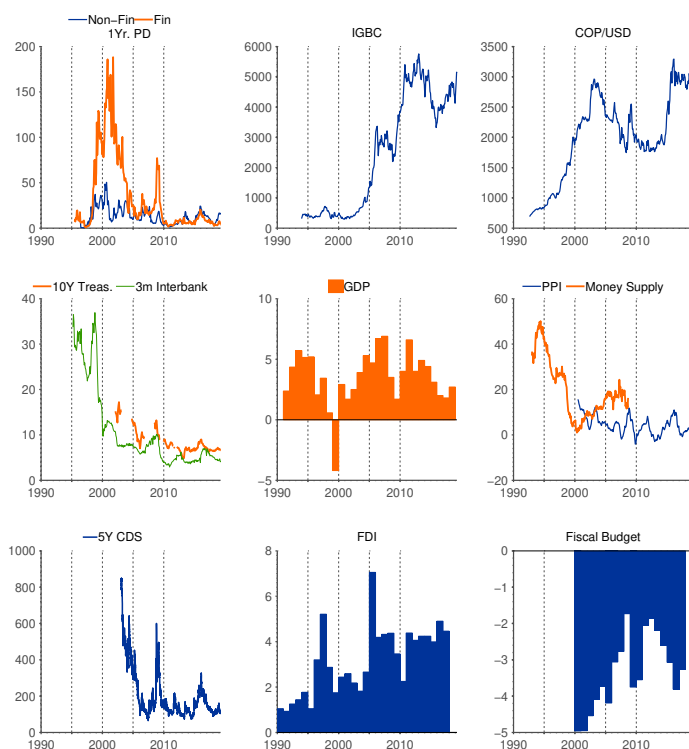 Non−Fin Fin
1Yr. PD
IGBC
COP/USD
200
150
100
50
0
1990 2000 2010
6000
5000
4000
3000
2000
1000
0
1990 2000 2010
3500
3000
2500
2000
1500
1000
500
1990 2000 2010
10Y Treas. 3m Interbank
GDP
PPI Money Supply
40
30
20
10
0
1990 2000 2010
10
5
0
−5
1990 2000 2010
60
40
20
0
−20
1990 2000 2010
5Y CDS
FDI
Fiscal Budget
1000
800
600
400
200
0
1990 2000 2010
8
6
4
2
0
1990 2000 2010
0
−1
−2
−3
−4
−5
1990 2000 2010